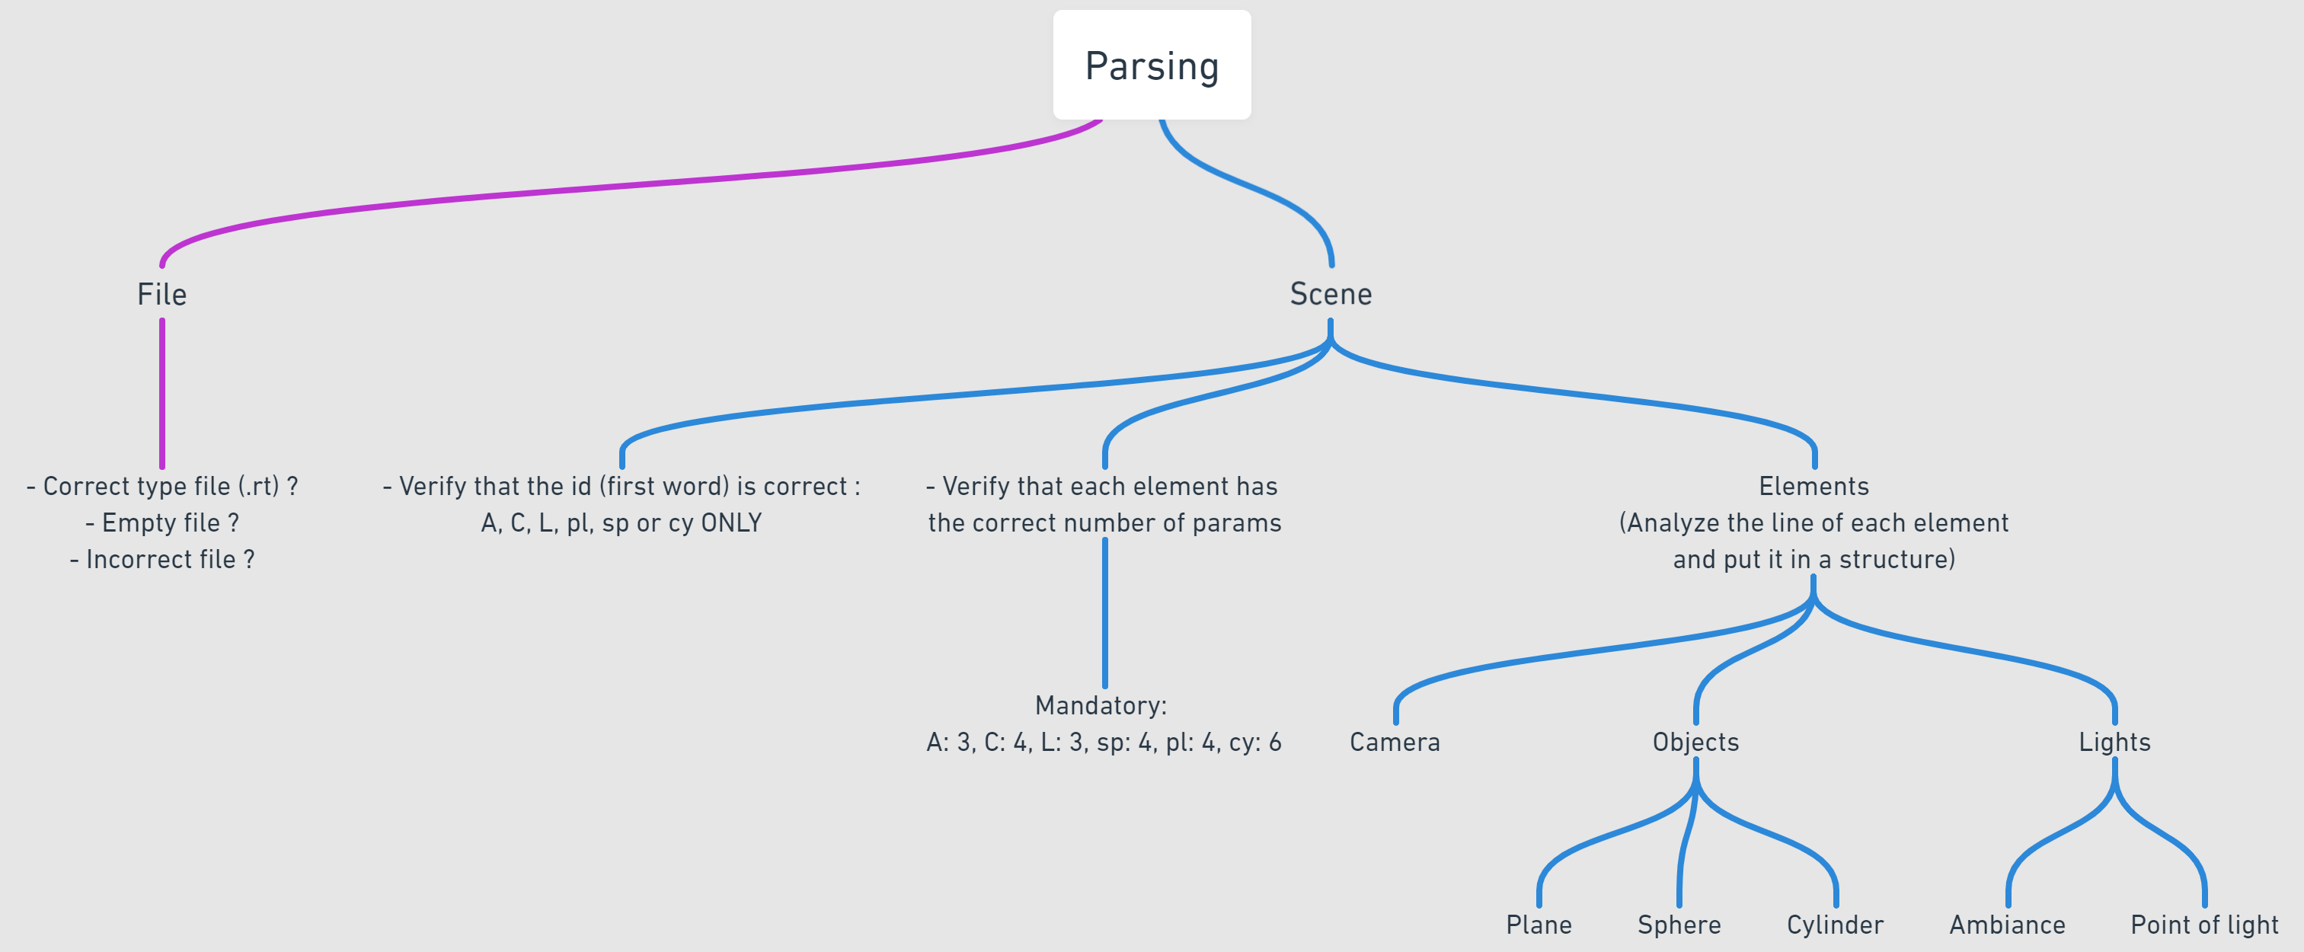 Parsing
File
Scene
- Correct type file (.rt) ?
- Empty file ?
- Incorrect file ?
- Verify that the id (first word) is correct :
A, C, L, pl, sp or cy ONLY
- Verify that each element has
the correct number of params
Elements
(Analyze the line of each element
and put it in a structure)
Mandatory:
A: 3, C: 4, L: 3, sp: 4, pl: 4, cy: 6
Camera
Objects
Lights
Plane
Sphere
Cylinder
Ambiance
Point of light